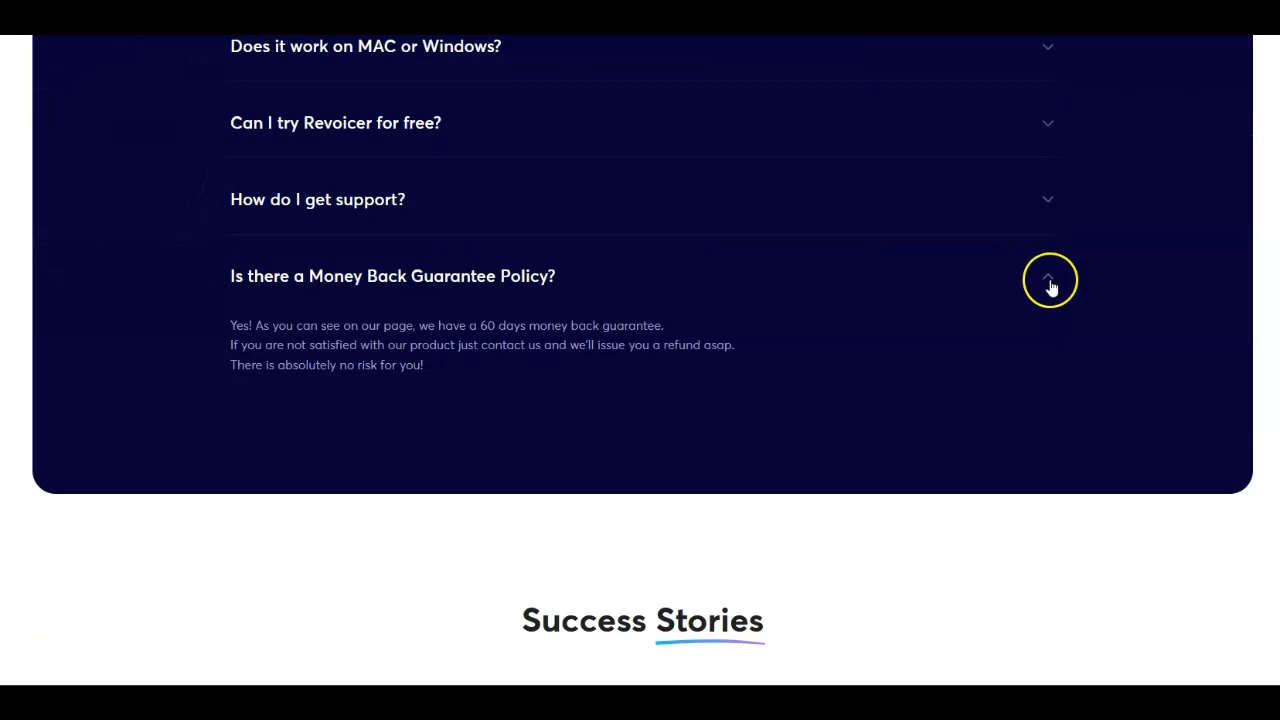 Does it work on MAC or Windows?
Can I try Revoicer for free?
How do I get support?
Is there a Money Back Guarantee Policy?
Yes! As you can see on our page, we have a 60 days money back guarantee.
If you are not satisfied with our product just contact us and we'll issue you a refund asap.
There is absolutely no risk for you!
Success Stories